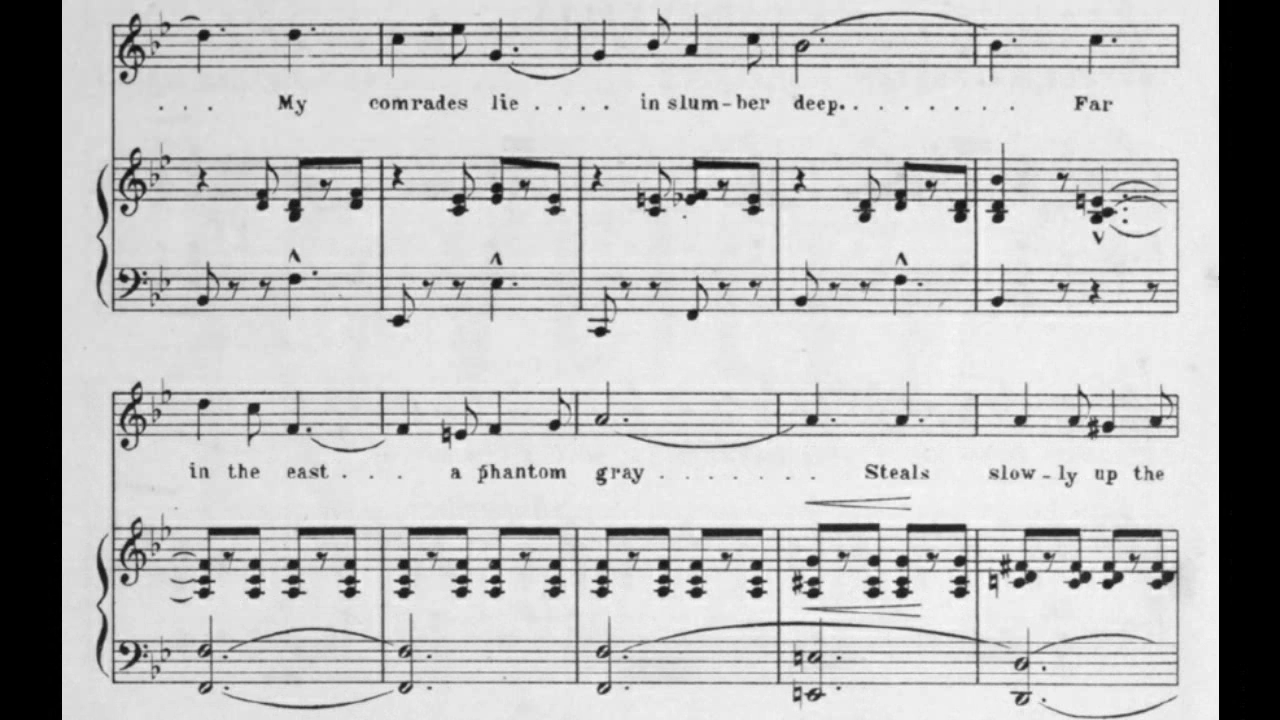 . . . My comrades lie . . . . in slum-ber deep. . . . . . . . . Far
in the east . . . . a phantom gray . . . . . . . Steals slow-ly up the